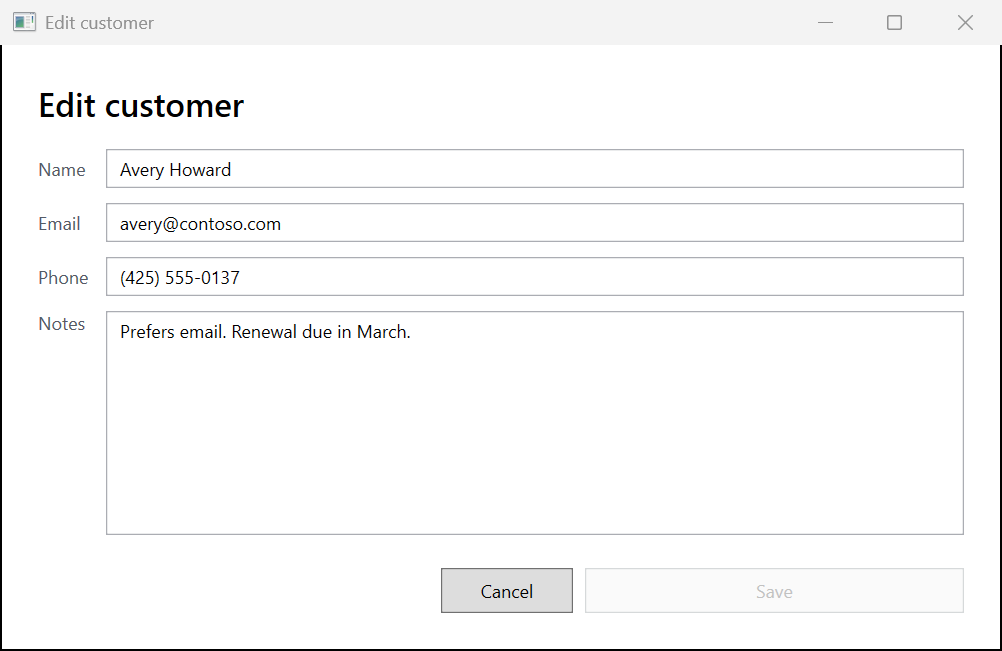 Edit customer
Edit customer
Name
Avery Howard
Email
avery@contoso.com
Phone
(425) 555-0137
Notes
Prefers email. Renewal due in March.
Cancel
Save